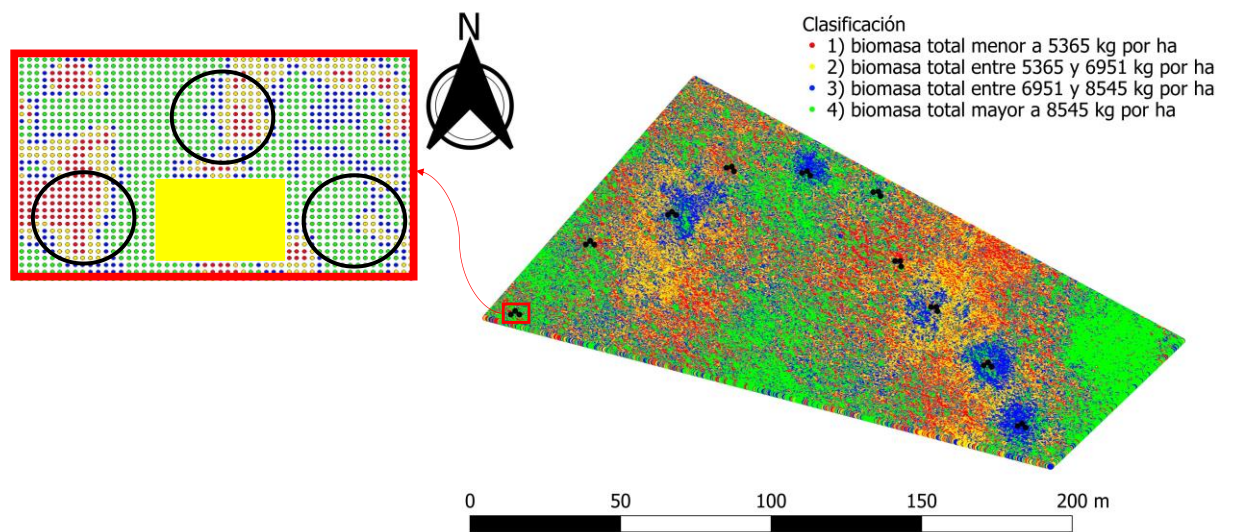 N
Clasificación
1) biomasa total menor a 5365 kg por ha
2) biomasa total entre 5365 y 6951 kg por ha
3) biomasa total entre 6951 y 8545 kg por ha
4) biomasa total mayor a 8545 kg por ha
0 50 100 150 200 m